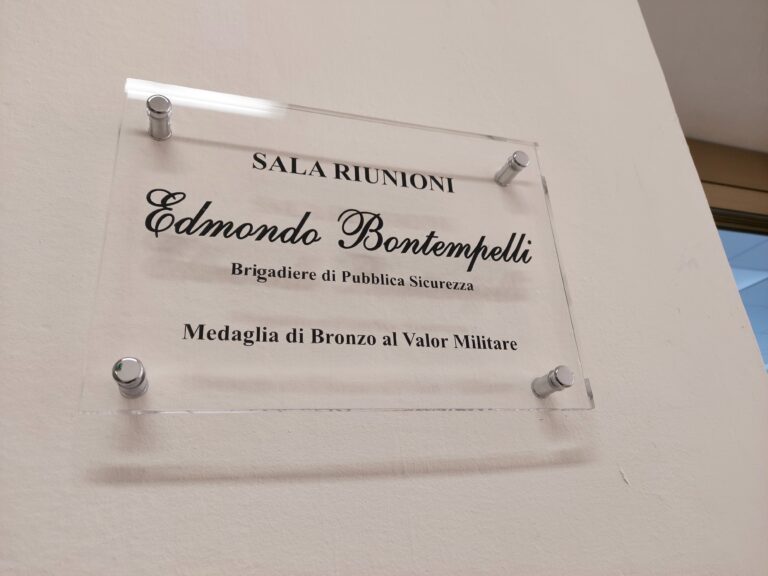 SALA RIUNIONI
Edmondo Bontempelli
Brigadiere di Pubblica Sicurezza
Medaglia di Bronzo al Valor Militare